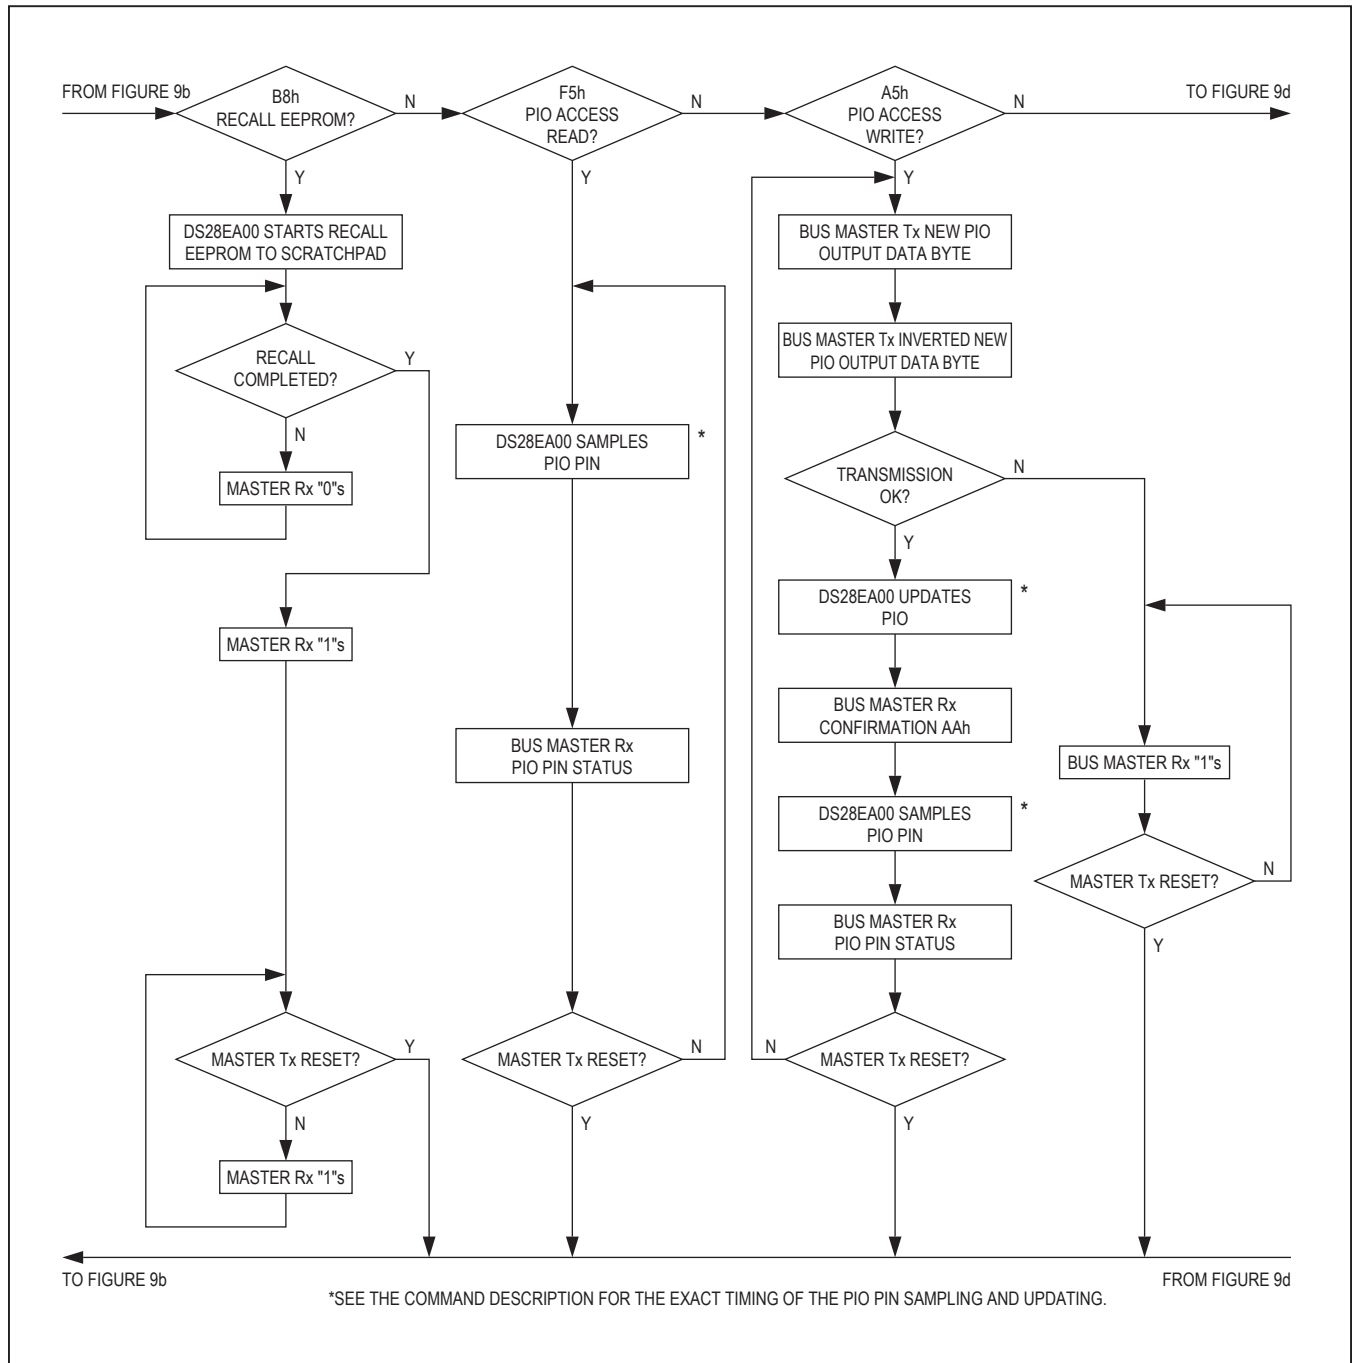 FROM FIGURE 9b
B8h
RECALL EEPROM?
N
Y
DS28EA00 STARTS RECALL
EEPROM TO SCRATCHPAD
RECALL
COMPLETED?
Y
N
MASTER Rx "0"s
MASTER Rx "1"s
MASTER Tx RESET?
Y
N
MASTER Rx "1"s
F5h
PIO ACCESS
READ?
N
Y
DS28EA00 SAMPLES
PIO PIN
*
BUS MASTER Rx
PIO PIN STATUS
MASTER Tx RESET?
N
Y
A5h
PIO ACCESS
WRITE?
N
TO FIGURE 9d
Y
BUS MASTER Tx NEW PIO
OUTPUT DATA BYTE
BUS MASTER Tx INVERTED NEW
PIO OUTPUT DATA BYTE
TRANSMISSION
OK?
N
Y
DS28EA00 UPDATES
PIO
*
BUS MASTER Rx
CONFIRMATION AAh
DS28EA00 SAMPLES
PIO PIN
*
BUS MASTER Rx
PIO PIN STATUS
N
MASTER Tx RESET?
Y
BUS MASTER Rx "1"s
MASTER Tx RESET?
N
Y
TO FIGURE 9b
FROM FIGURE 9d
*SEE THE COMMAND DESCRIPTION FOR THE EXACT TIMING OF THE PIO PIN SAMPLING AND UPDATING.